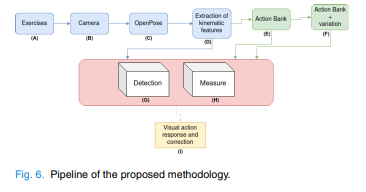 Exercises
(A)
Camera
(B)
OpenPose
(C)
Extraction of
kinematic
features
(D)
Action Bank
(E)
Action Bank
+
variation
(F)
Detection
(G)
Measure
(H)
Visual action
response and
correction
(I)
Fig. 6. Pipeline of the proposed methodology.